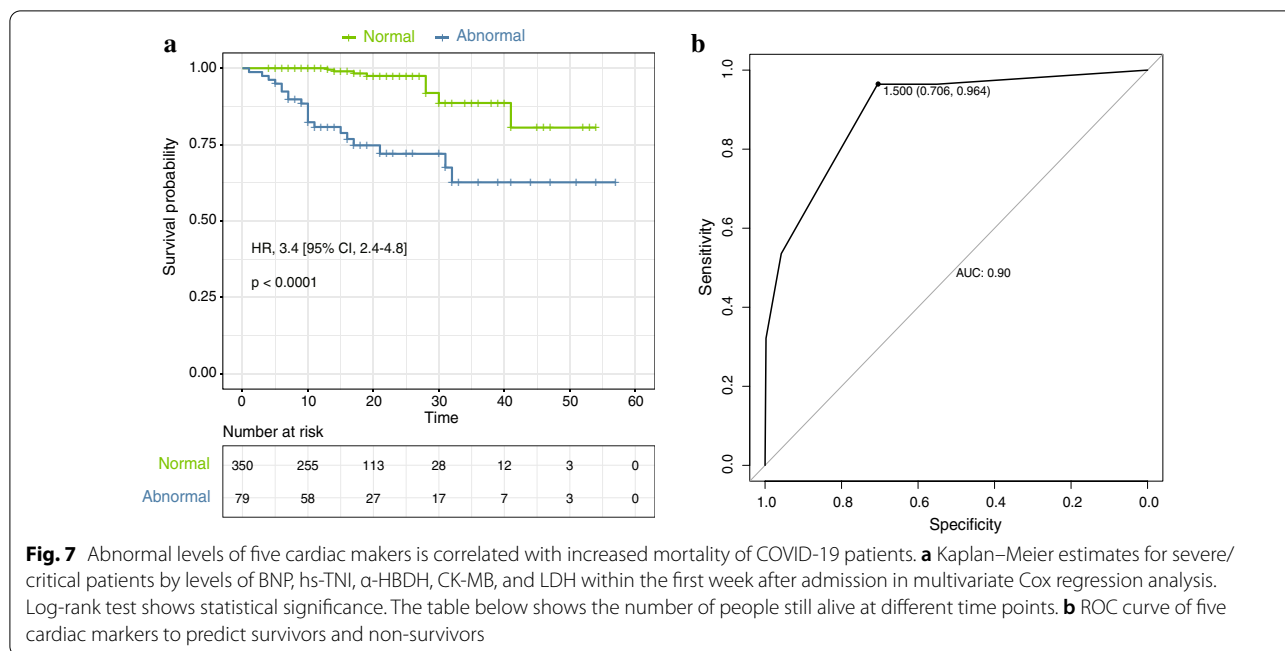 a
Normal Abnormal
1.00
0.75
0.50
0.25
0.00
Survival probability
HR, 3.4 [95% CI, 2.4-4.8]
p < 0.0001
0 10 20 30 40 50 60
Time
Number at risk
Normal 350 255 113 28 12 3 0
Abnormal 79 58 27 17 7 3 0
b
1.0
0.8
0.6
0.4
0.2
0.0
Sensitivity
1.500 (0.706, 0.964)
AUC: 0.90
1.0 0.8 0.6 0.4 0.2 0.0
Specificity
Fig. 7 Abnormal levels of five cardiac makers is correlated with increased mortality of COVID-19 patients. a Kaplan–Meier estimates for severe/
critical patients by levels of BNP, hs-TNI, α-HBDH, CK-MB, and LDH within the first week after admission in multivariate Cox regression analysis.
Log-rank test shows statistical significance. The table below shows the number of people still alive at different time points. b ROC curve of five
cardiac markers to predict survivors and non-survivors